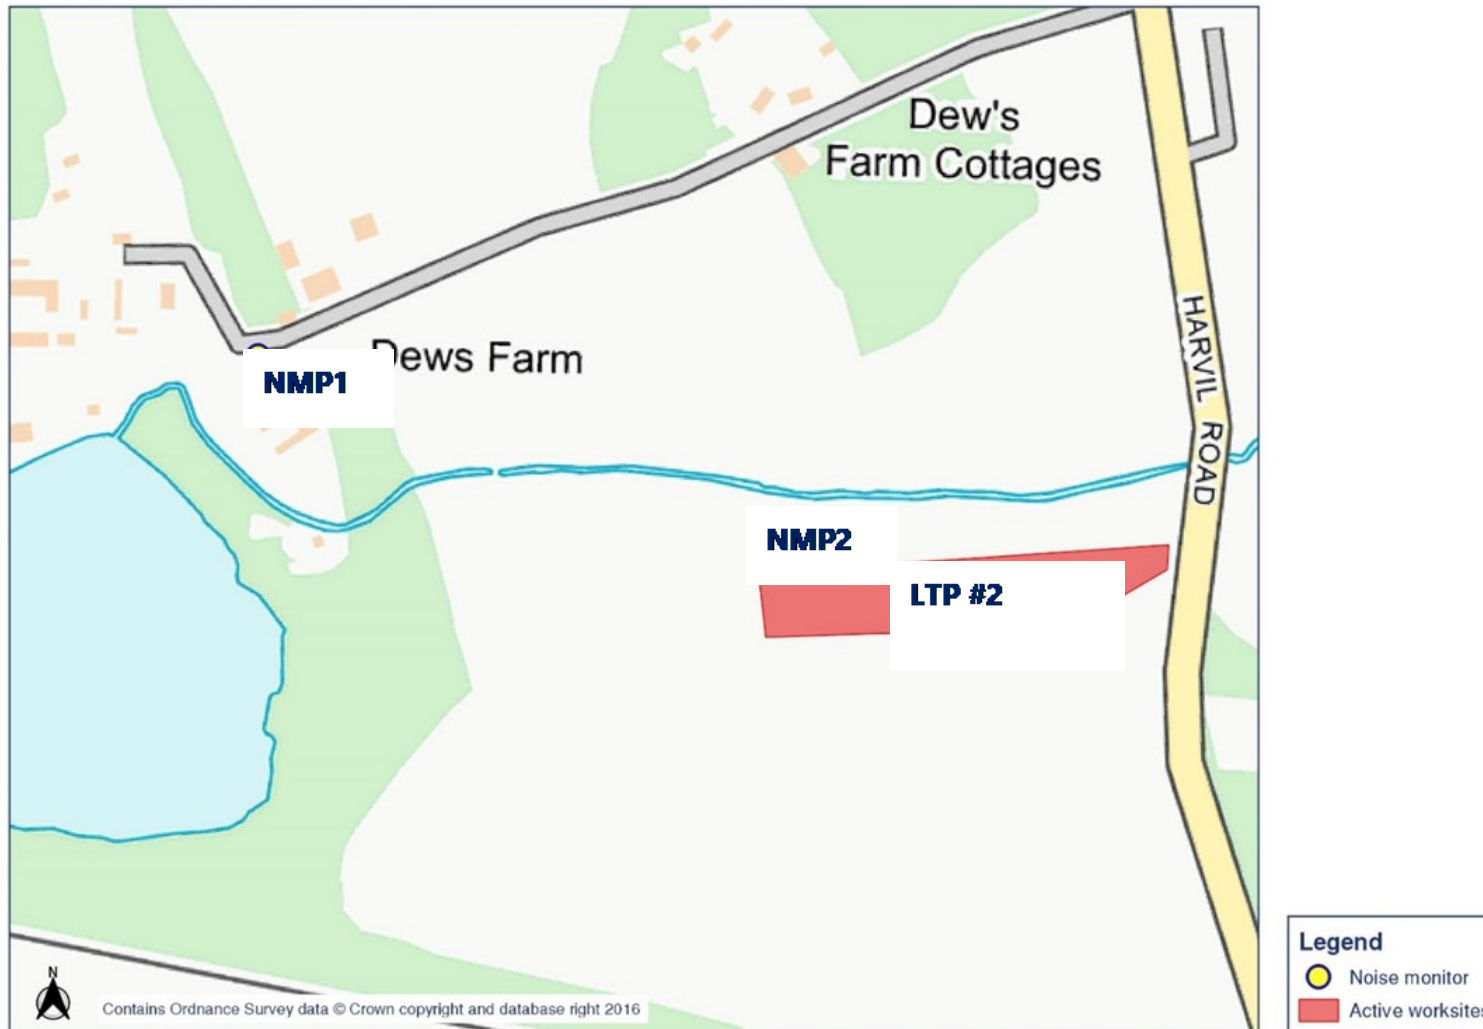 Dew's
Farm Cottages
HARVIL ROAD
Dews Farm
NMP1
NMP2
LTP #2
N
Contains Ordnance Survey data © Crown copyright and database right 2016
Legend
Noise monitor
Active worksites